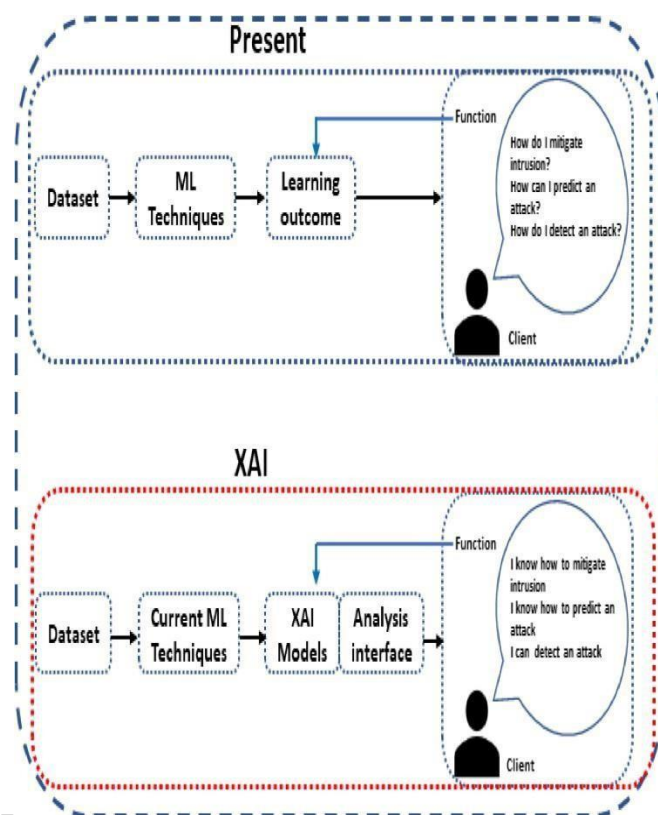 Present
Function
How do I mitigate
intrusion?
How can I predict an
attack?
How do I detect an attack?
Dataset
ML
Techniques
Learning
outcome
Client
XAI
Function
I know how to mitigate
intrusion
I know how to predict an
attack
I can detect an attack
Dataset
Current ML
Techniques
XAI
Models
Analysis
interface
Client